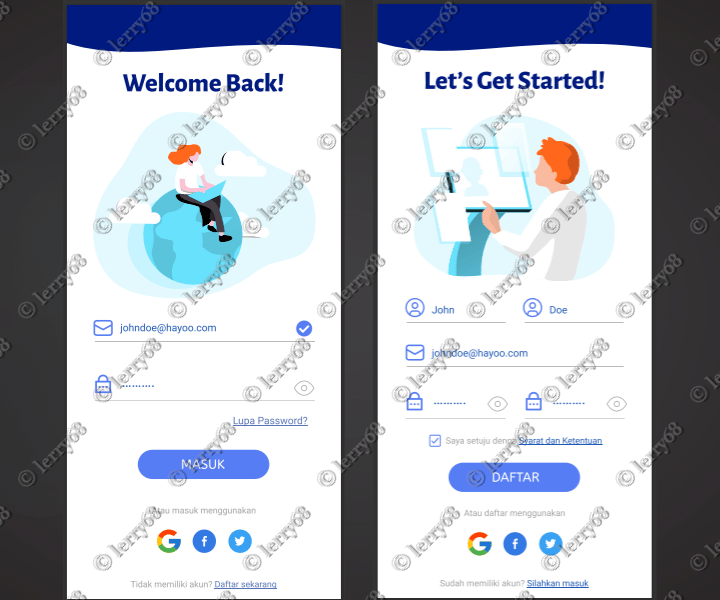 Welcome Back!
johndoe@hayoo.com
Lupa Password?
MASUK
Atau masuk menggunakan
Tidak memiliki akun? Daftar sekarang
Let's Get Started!
John
Doe
johndoe@hayoo.com
Saya setuju dengan Syarat dan Ketentuan
DAFTAR
Atau daftar menggunakan
Sudah memiliki akun? Silahkan masuk
© lerry68